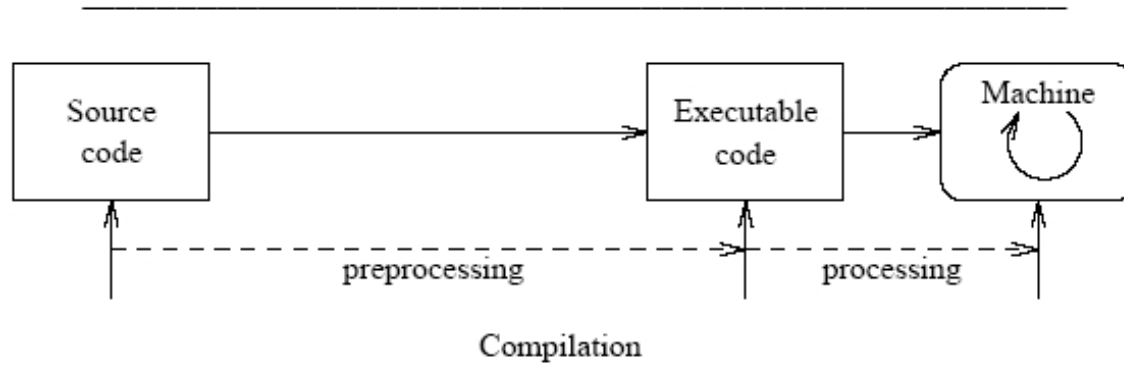 Source
code
Executable
code
Machine
preprocessing
processing
Compilation